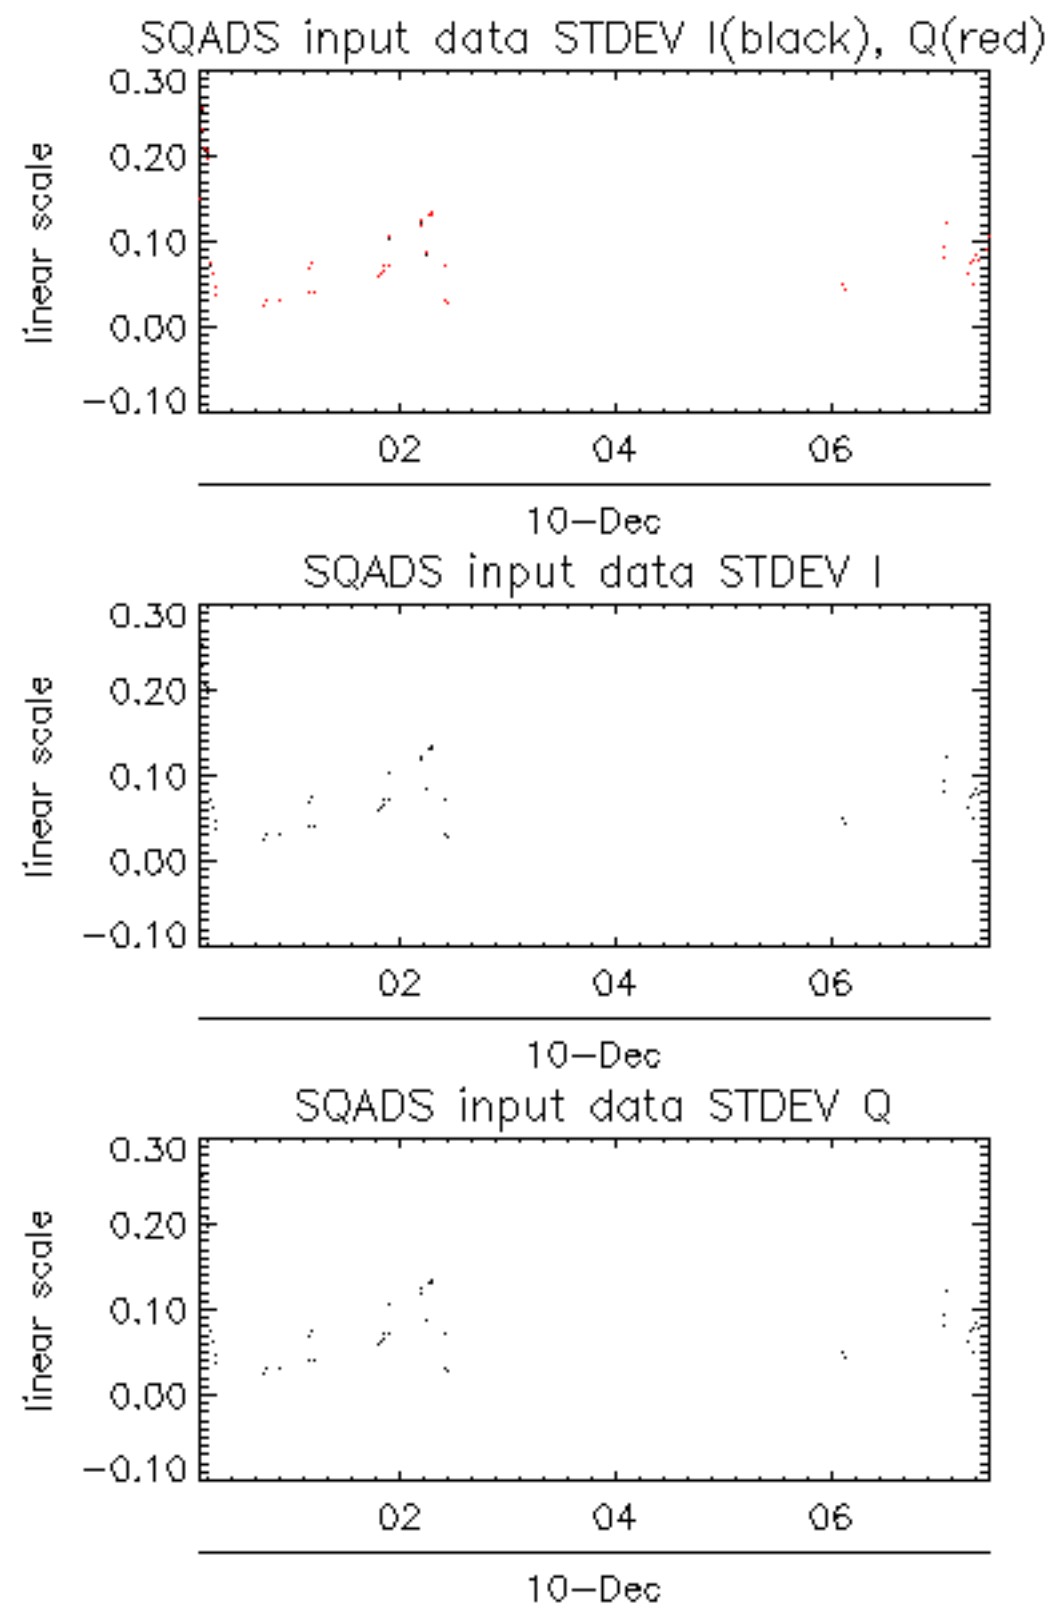 SQADS input data STDEV I(black), Q(red)
0.30
0.20
0.10
0.00
-0.10
linear scale
02 04 06
10-Dec
SQADS input data STDEV I
0.30
0.20
0.10
0.00
-0.10
linear scale
02 04 06
10-Dec
SQADS input data STDEV Q
0.30
0.20
0.10
0.00
-0.10
linear scale
02 04 06
10-Dec